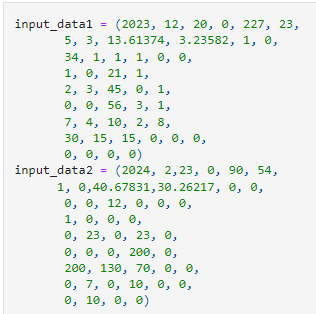 input_data1 = (2023, 12, 20, 0, 227, 23,
5, 3, 13.61374, 3.23582, 1, 0,
34, 1, 1, 1, 0, 0,
1, 0, 21, 1,
2, 3, 45, 0, 1,
0, 0, 56, 3, 1,
7, 4, 10, 2, 8,
30, 15, 15, 0, 0, 0,
0, 0, 0, 0)
input_data2 = (2024, 2,23, 0, 90, 54,
1, 0,40.67831,30.26217, 0, 0,
0, 0, 12, 0, 0, 0,
1, 0, 0, 0,
0, 23, 0, 23, 0,
0, 0, 0, 200, 0,
200, 130, 70, 0, 0,
0, 7, 0, 10, 0, 0,
0, 10, 0, 0)